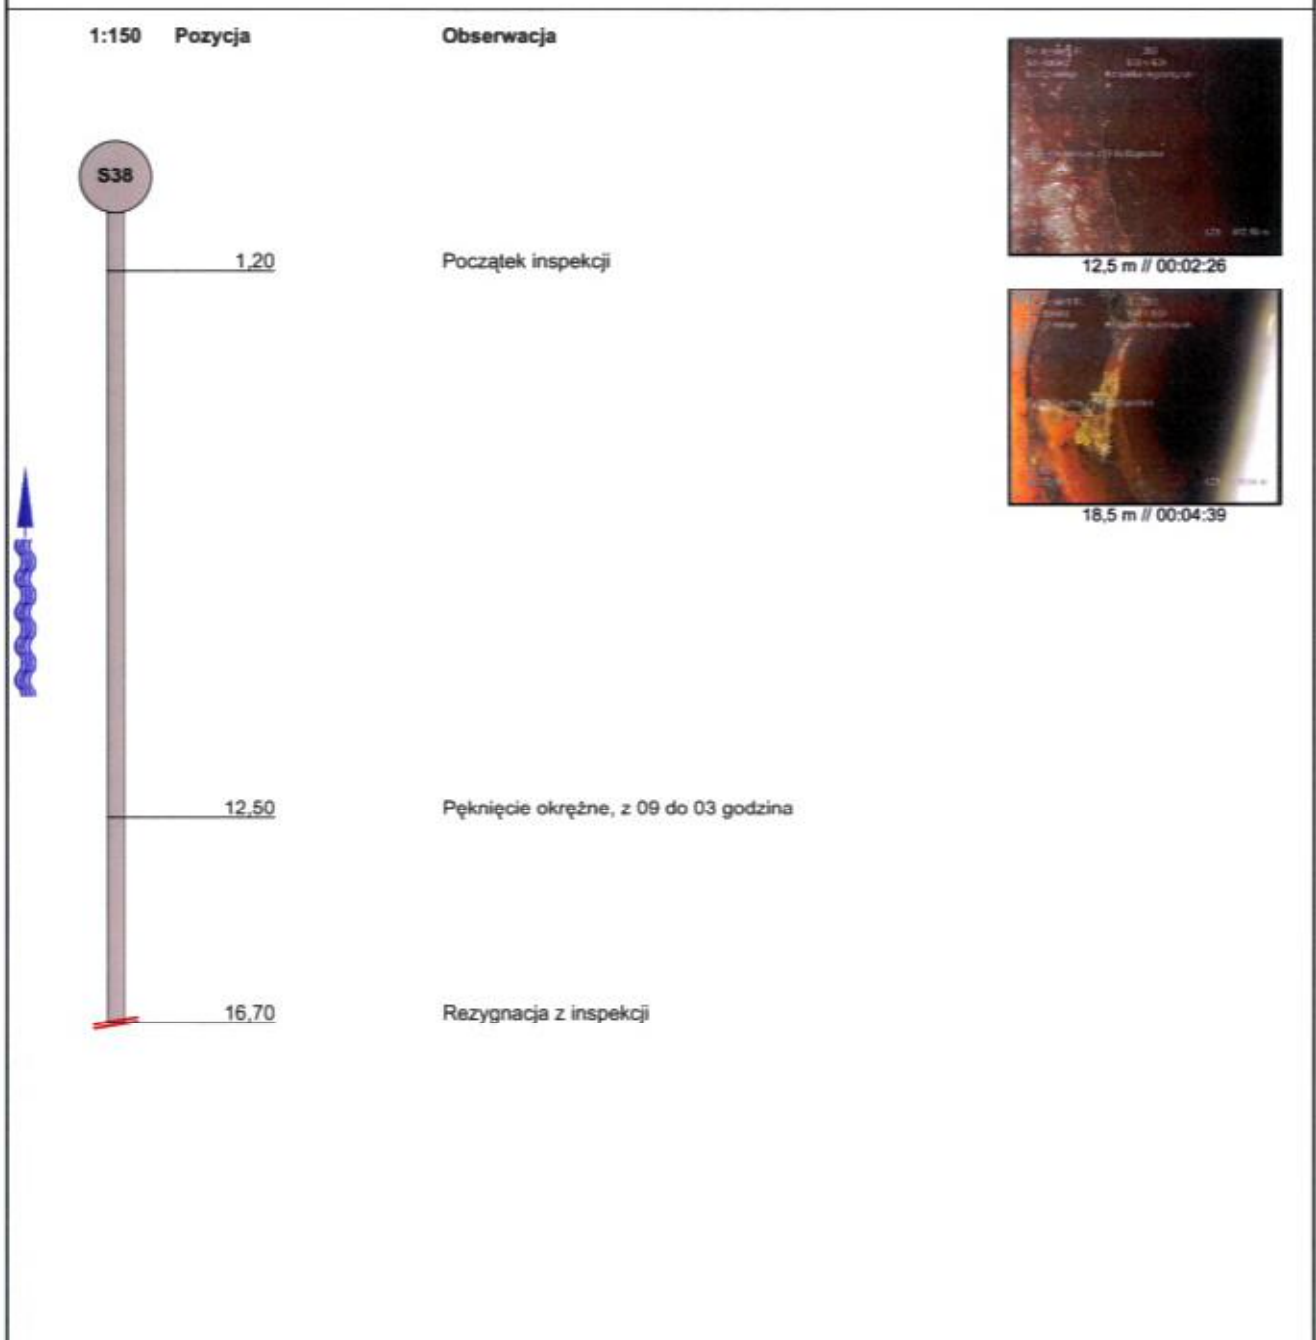 1:150 Pozycja Obserwacja
S38
1,20 Początek inspekcji
12,5 m // 00:02:26
18,5 m // 00:04:39
12,50 Pęknięcie okrężne, z 09 do 03 godzina
16,70 Rezygnacja z inspekcji